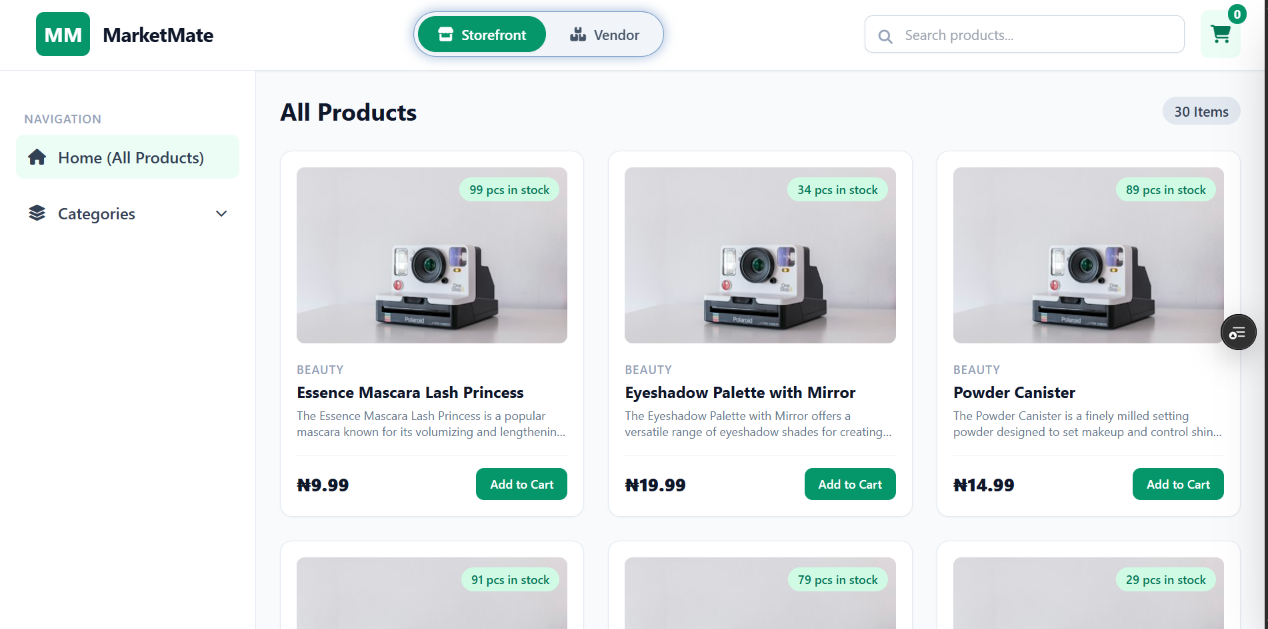 MM
MarketMate
Storefront
Vendor
Search products...
0
NAVIGATION
Home (All Products)
Categories
All Products
30 Items
99 pcs in stock
34 pcs in stock
89 pcs in stock
Polaroid
Polaroid
Polaroid
BEAUTY
Essence Mascara Lash Princess
The Essence Mascara Lash Princess is a popular
mascara known for its volumizing and lengthenin...
₦9.99
Add to Cart
BEAUTY
Eyeshadow Palette with Mirror
The Eyeshadow Palette with Mirror offers a
versatile range of eyeshadow shades for creating...
₦19.99
Add to Cart
BEAUTY
Powder Canister
The Powder Canister is a finely milled setting
powder designed to set makeup and control shin...
₦14.99
Add to Cart
91 pcs in stock
79 pcs in stock
29 pcs in stock